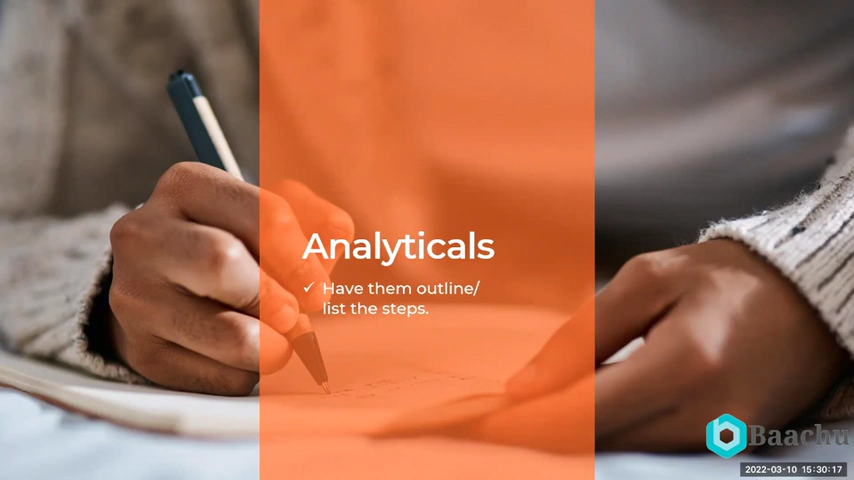 Analyticals
✓ Have them outline/
list the steps.
Baachu
2022-03-10 15:30:17